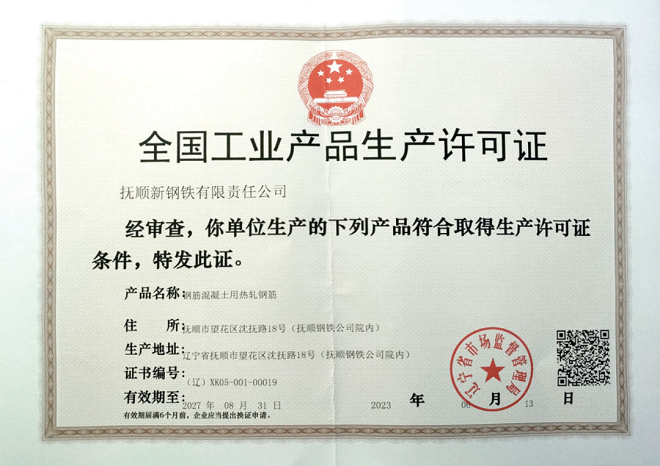 全国工业产品生产许可证
抚顺新钢铁有限责任公司
经审查，你单位生产的下列产品符合取得生产许可证
条件，特发此证。
产品名称：钢筋混凝土用热轧钢筋
住 所：抚顺市望花区沈抚路18号（抚顺钢铁公司院内）
生产地址：辽宁省抚顺市望花区沈抚路18号（抚顺钢铁公司院内）
证书编号：（辽）XK05-001-00019
有效期至：2027 年 08 月 31 日
2023 年 06 月 13 日
有效期届满6个月前，企业应当提出换证申请。
辽宁省市场监督管理局